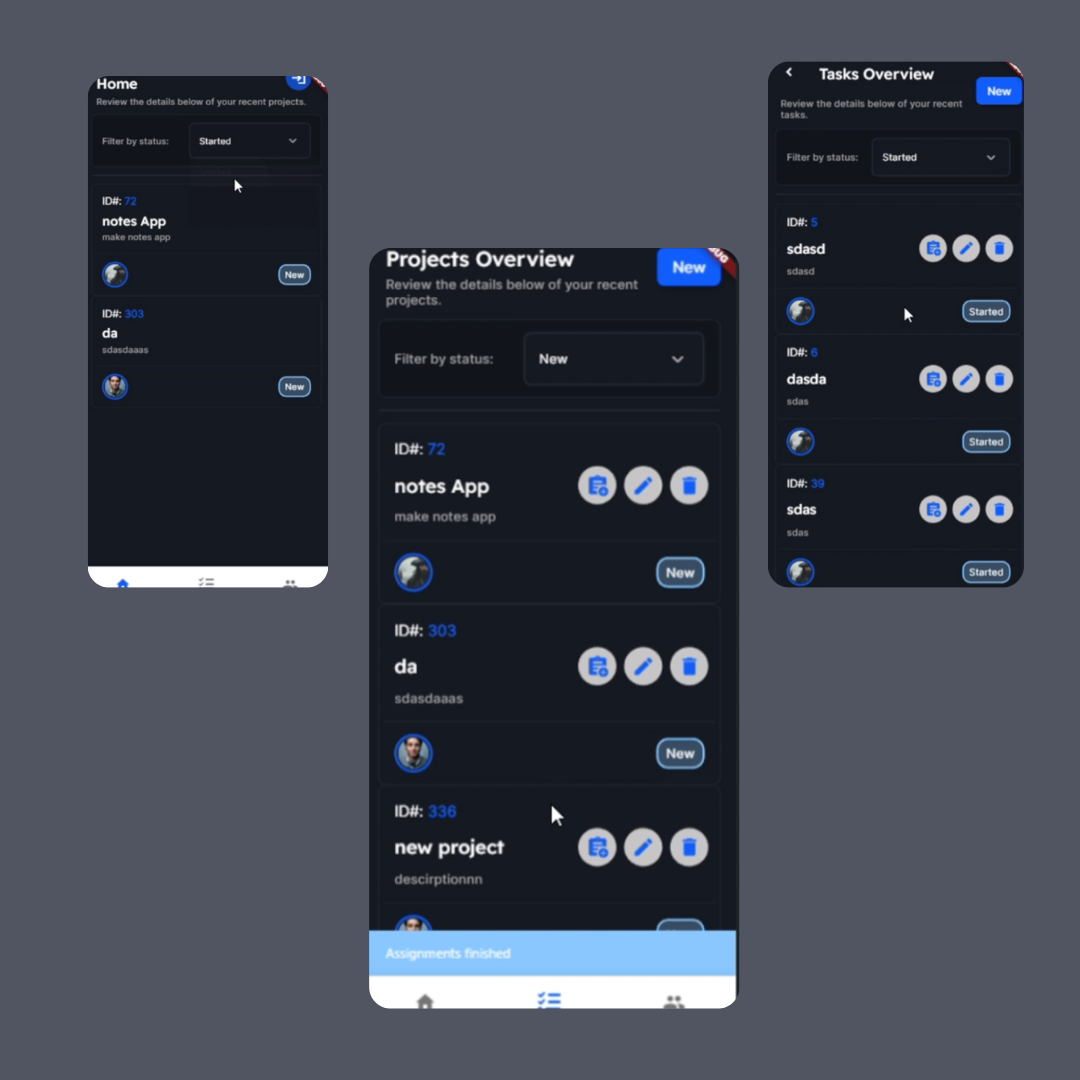 Home
Review the details below of your recent projects.
Filter by status:
Started
ID#: 72
notes App
make notes app
New
ID#: 303
da
sdasdaaas
New
Projects Overview
New
Review the details below of your recent
projects.
Filter by status:
New
ID#: 72
notes App
make notes app
New
ID#: 303
da
sdasdaaas
New
ID#: 336
new project
descirptionnn
Assignments finished
Tasks Overview
New
Review the details below of your recent
tasks.
Filter by status:
Started
ID#: 5
sdasd
sdasd
Started
ID#: 6
dasda
sdas
Started
ID#: 39
sdas
sdas
Started